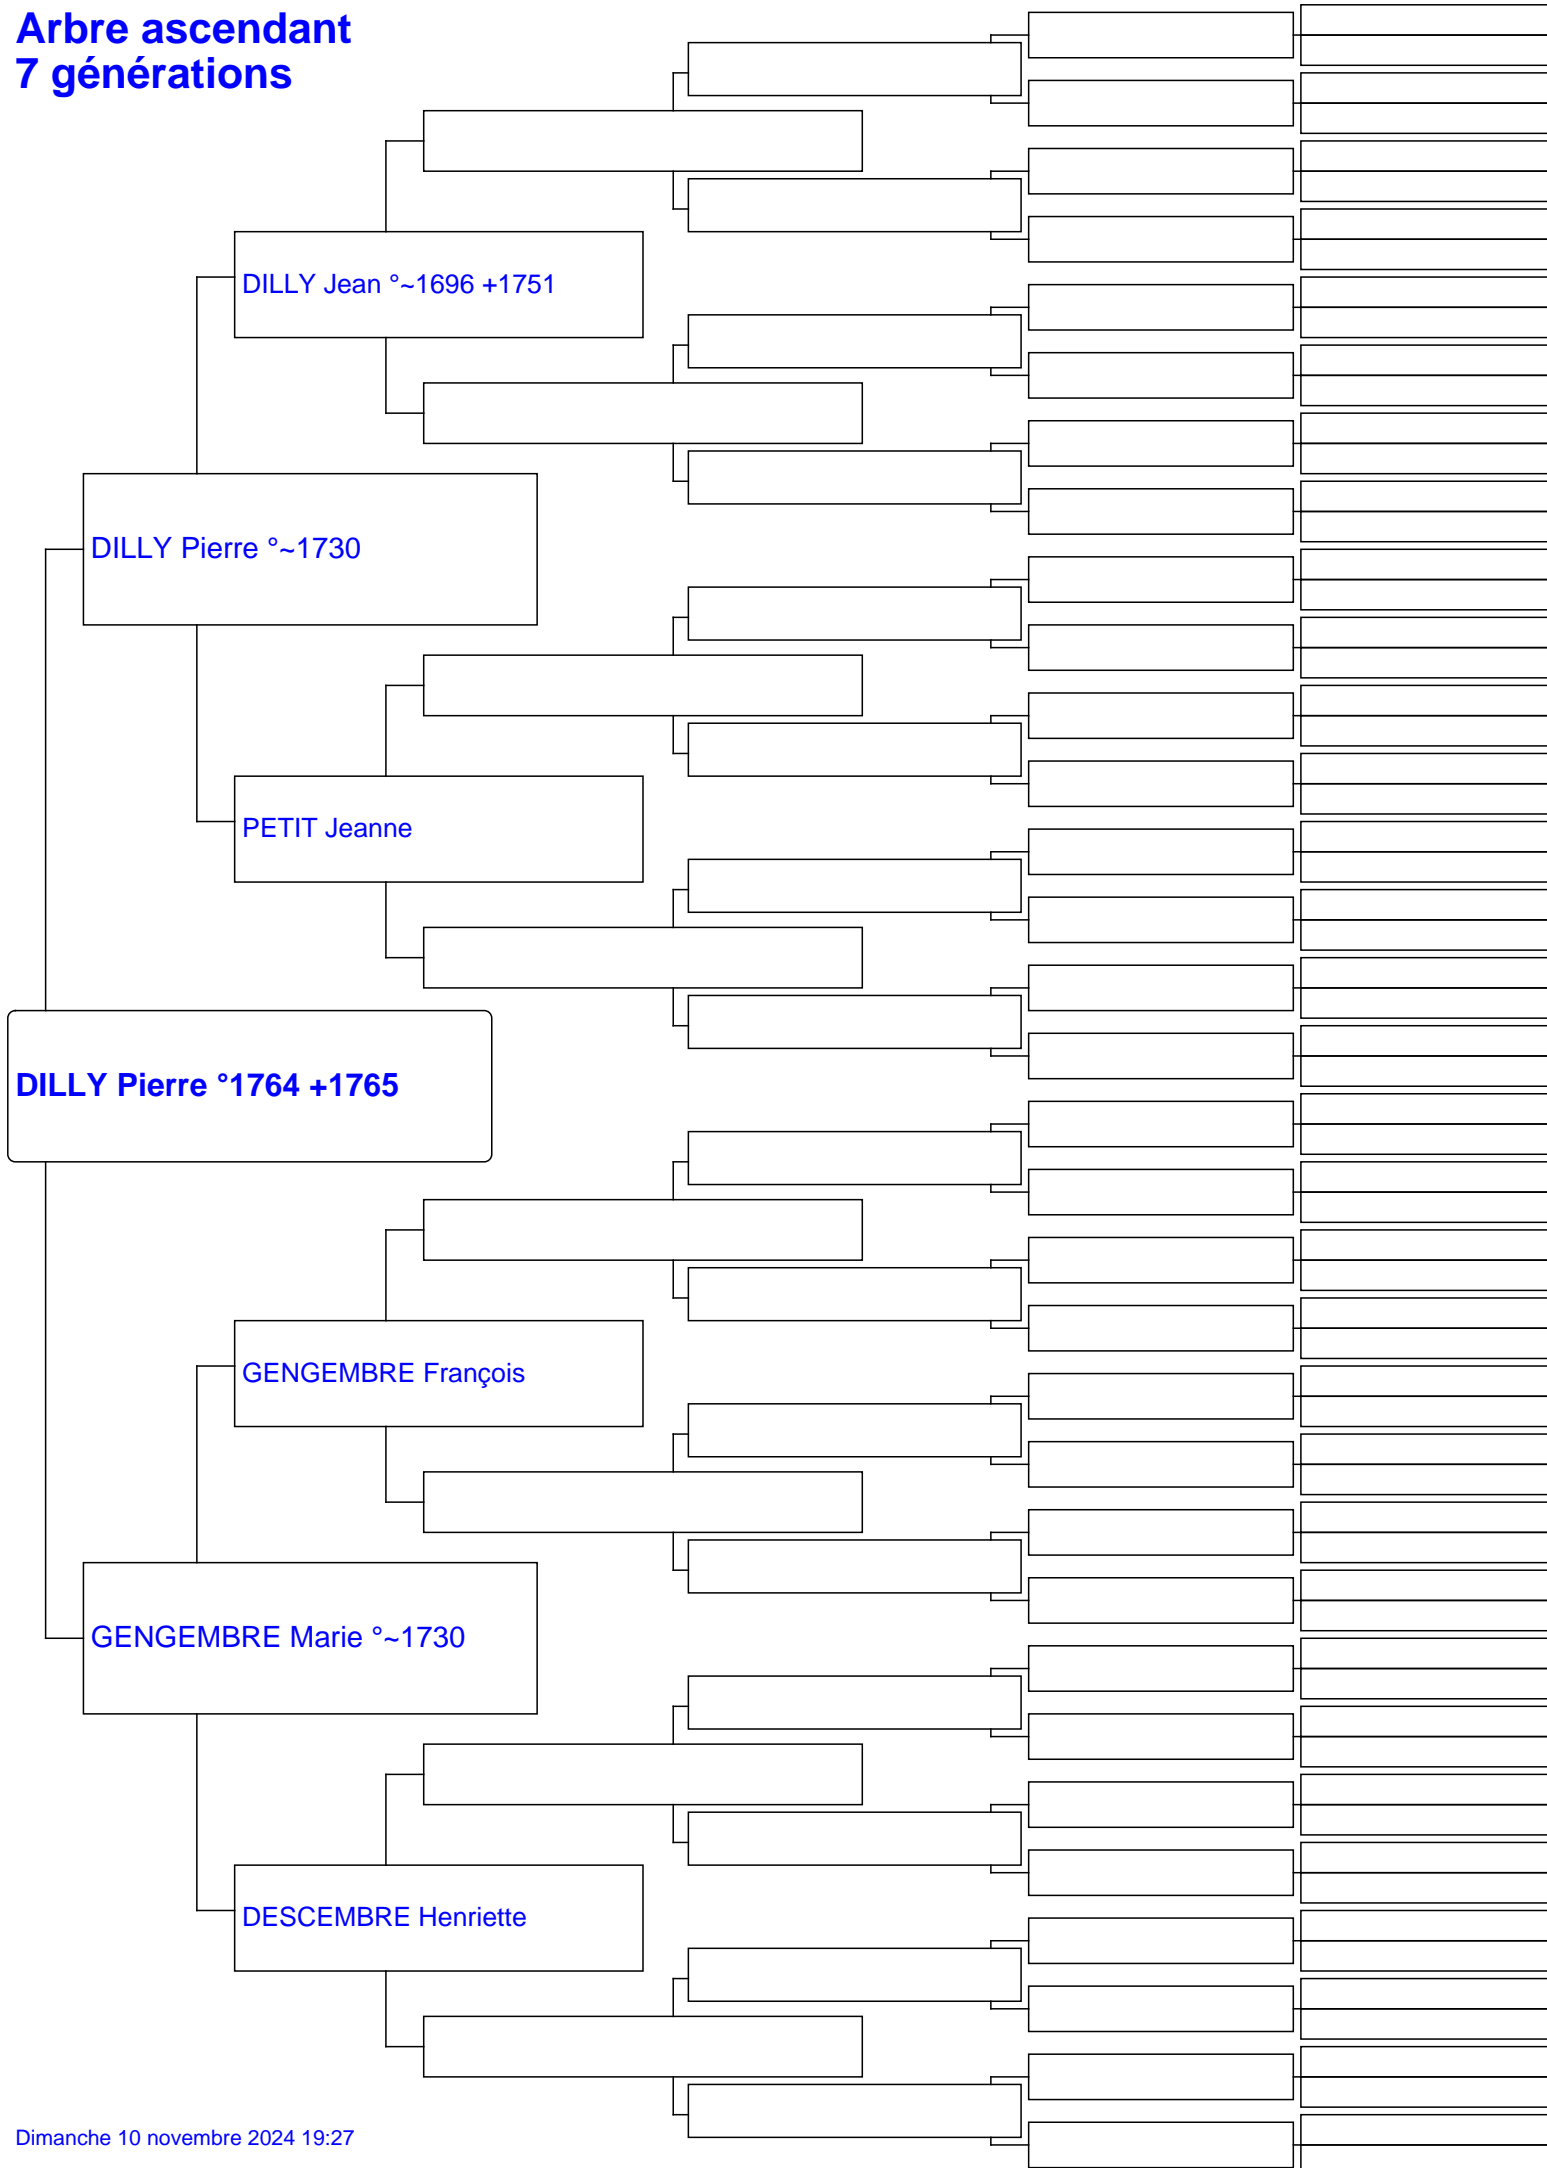 Arbre ascendant
7 générations
DILLY Jean °~1696 +1751
DILLY Pierre °~1730
PETIT Jeanne
DILLY Pierre °1764 +1765
GENGEMBRE François
GENGEMBRE Marie °~1730
DESCEMBRE Henriette
Dimanche 10 novembre 2024 19:27